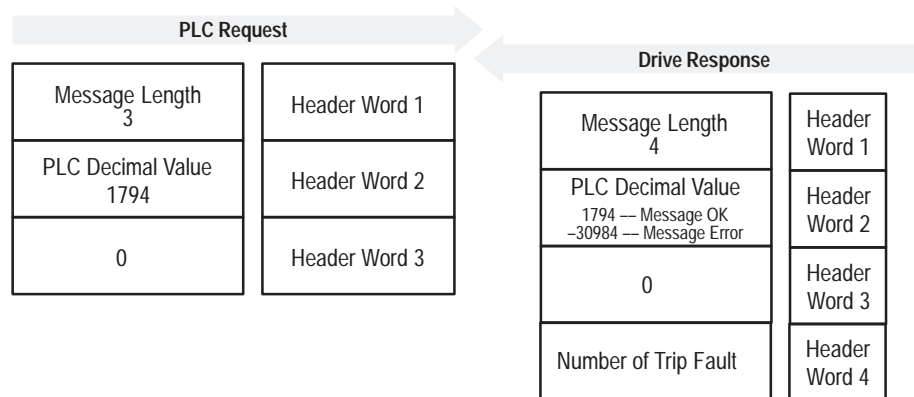 PLC Request
Message Length
3
Header Word 1
PLC Decimal Value
1794
Header Word 2
0
Header Word 3
Drive Response
Message Length
4
Header
Word 1
PLC Decimal Value
1794 –– Message OK
–30984 –– Message Error
Header
Word 2
0
Header
Word 3
Number of Trip Fault
Header
Word 4